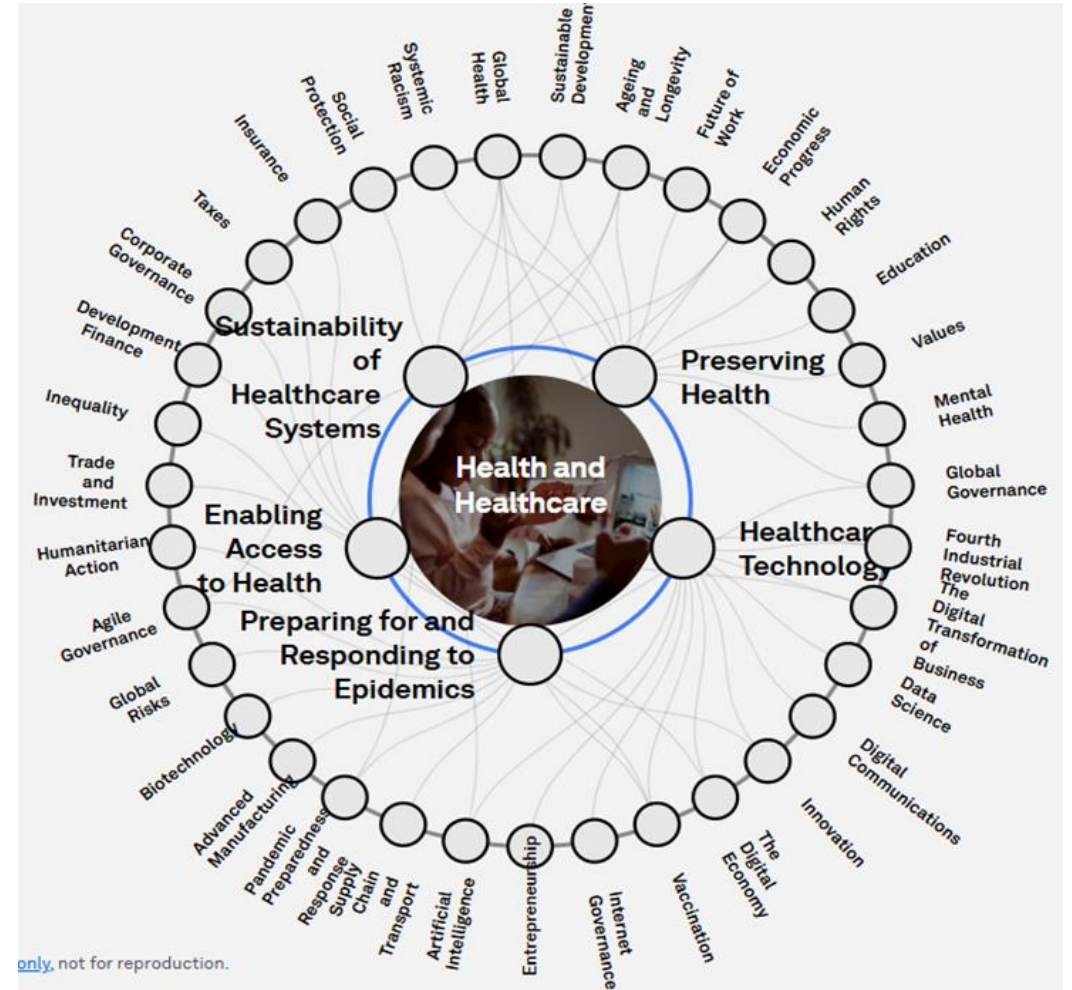 Health and
Healthcare
Sustainability
of
Healthcare
Systems
Preserving
Health
Enabling
Access
to Health
Healthcar
Technology
Preparing for and
Responding to
Epidemics
Global
Health
Sustainable
Developmen
Ageing
and
Longevity
Future of
Work
Economic
Progress
Human
Rights
Education
Values
Mental
Health
Global
Governance
Fourth
Industrial
Revolution
The
Digital
Transformation
of
Business
Data
Science
Digital
Communications
Innovation
The
Digital
Economy
Vaccination
Internet
Governance
Entrepreneurship
Artificial
Intelligence
Supply
Chain
and
Transport
Pandemic
Preparedness
and
Response
Advanced
Manufacturing
Biotechnology
Global
Risks
Agile
Governance
Humanitarian
Action
Trade
and
Investment
Inequality
Development
Finance
Corporate
Governance
Taxes
Insurance
Social
Protection
Systemic
Racism
only, not for reproduction.